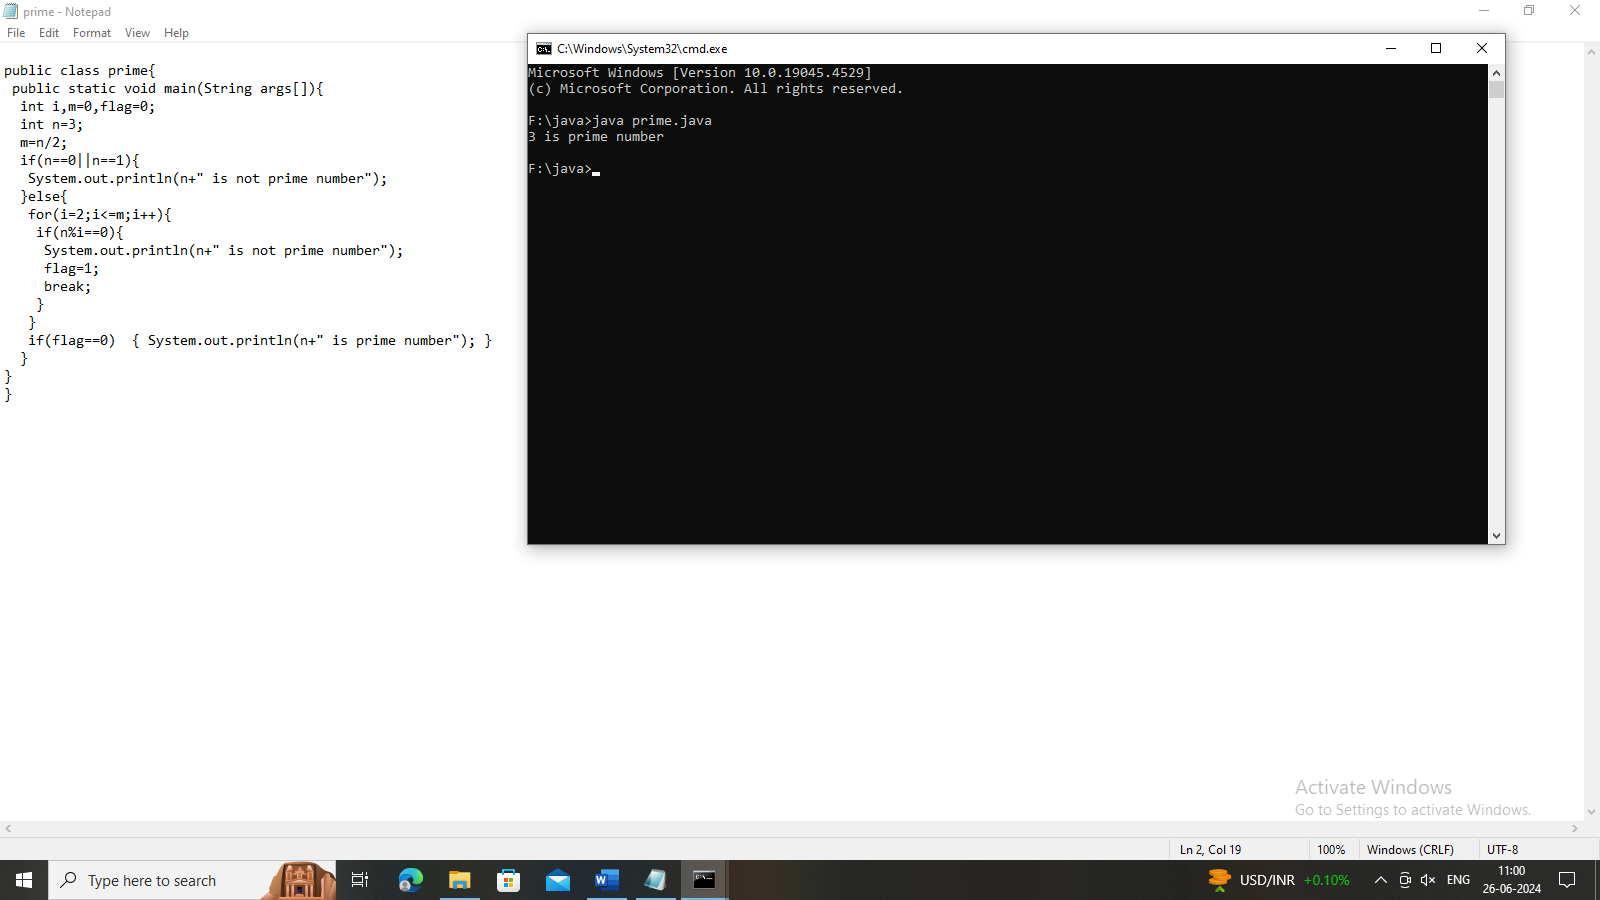 prime - Notepad
File Edit Format View Help
public class prime{
 public static void main(String args[]){
  int i,m=0,flag=0;
  int n=3;
  m=n/2;
  if(n==0||n==1){
   System.out.println(n+" is not prime number");
  }else{
   for(i=2;i<=m;i++){
    if(n%i==0){
     System.out.println(n+" is not prime number");
     flag=1;
     break;
    }
   }
   if(flag==0)  { System.out.println(n+" is prime number"); }
  }
}
}
C:\Windows\System32\cmd.exe
Microsoft Windows [Version 10.0.19045.4529]
(c) Microsoft Corporation. All rights reserved.
F:\java>java prime.java
3 is prime number
F:\java>
Activate Windows
Go to Settings to activate Windows.
Ln 2, Col 19 100% Windows (CRLF) UTF-8
Type here to search
USD/INR +0.10%
ENG
11:00
26-06-2024